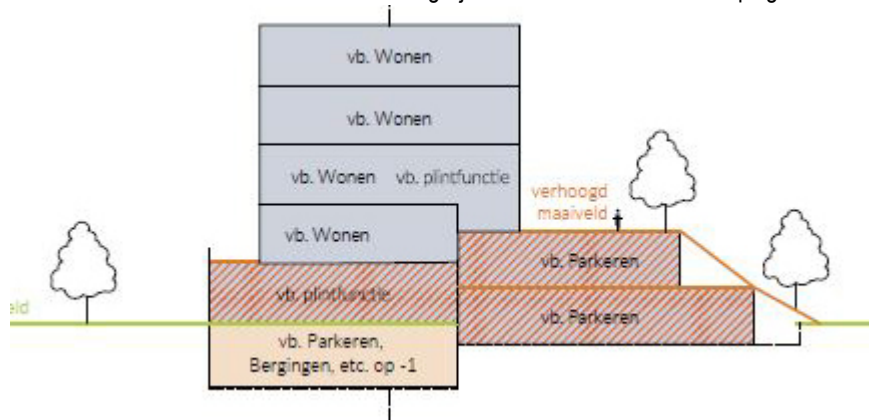 vb. Wonen
vb. Wonen
vb. Wonen vb. plintfunctie
verhoogd
maaiveld
vb. Wonen
vb. Parkeren
vb. plintfunctie
eld
vb. Parkeren
vb. Parkeren,
Bergingen, etc. op -1